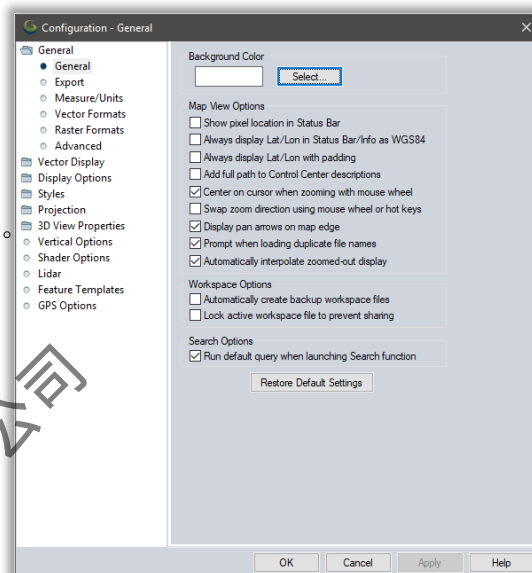 Configuration - General
General
General
Export
Measure/Units
Vector Formats
Raster Formats
Advanced
Vector Display
Display Options
Styles
Projection
3D View Properties
Vertical Options
Shader Options
Lidar
Feature Templates
GPS Options
Background Color
Select...
Map View Options
Show pixel location in Status Bar
Always display Lat/Lon in Status Bar/Info as WGS84
Always display Lat/Lon with padding
Add full path to Control Center descriptions
Center on cursor when zooming with mouse wheel
Swap zoom direction using mouse wheel or hot keys
Display pan arrows on map edge
Prompt when loading duplicate file names
Automatically interpolate zoomed-out display
Workspace Options
Automatically create backup workspace files
Lock active workspace file to prevent sharing
Search Options
Run default query when launching Search function
Restore Default Settings
OK Cancel Apply Help
。
公司